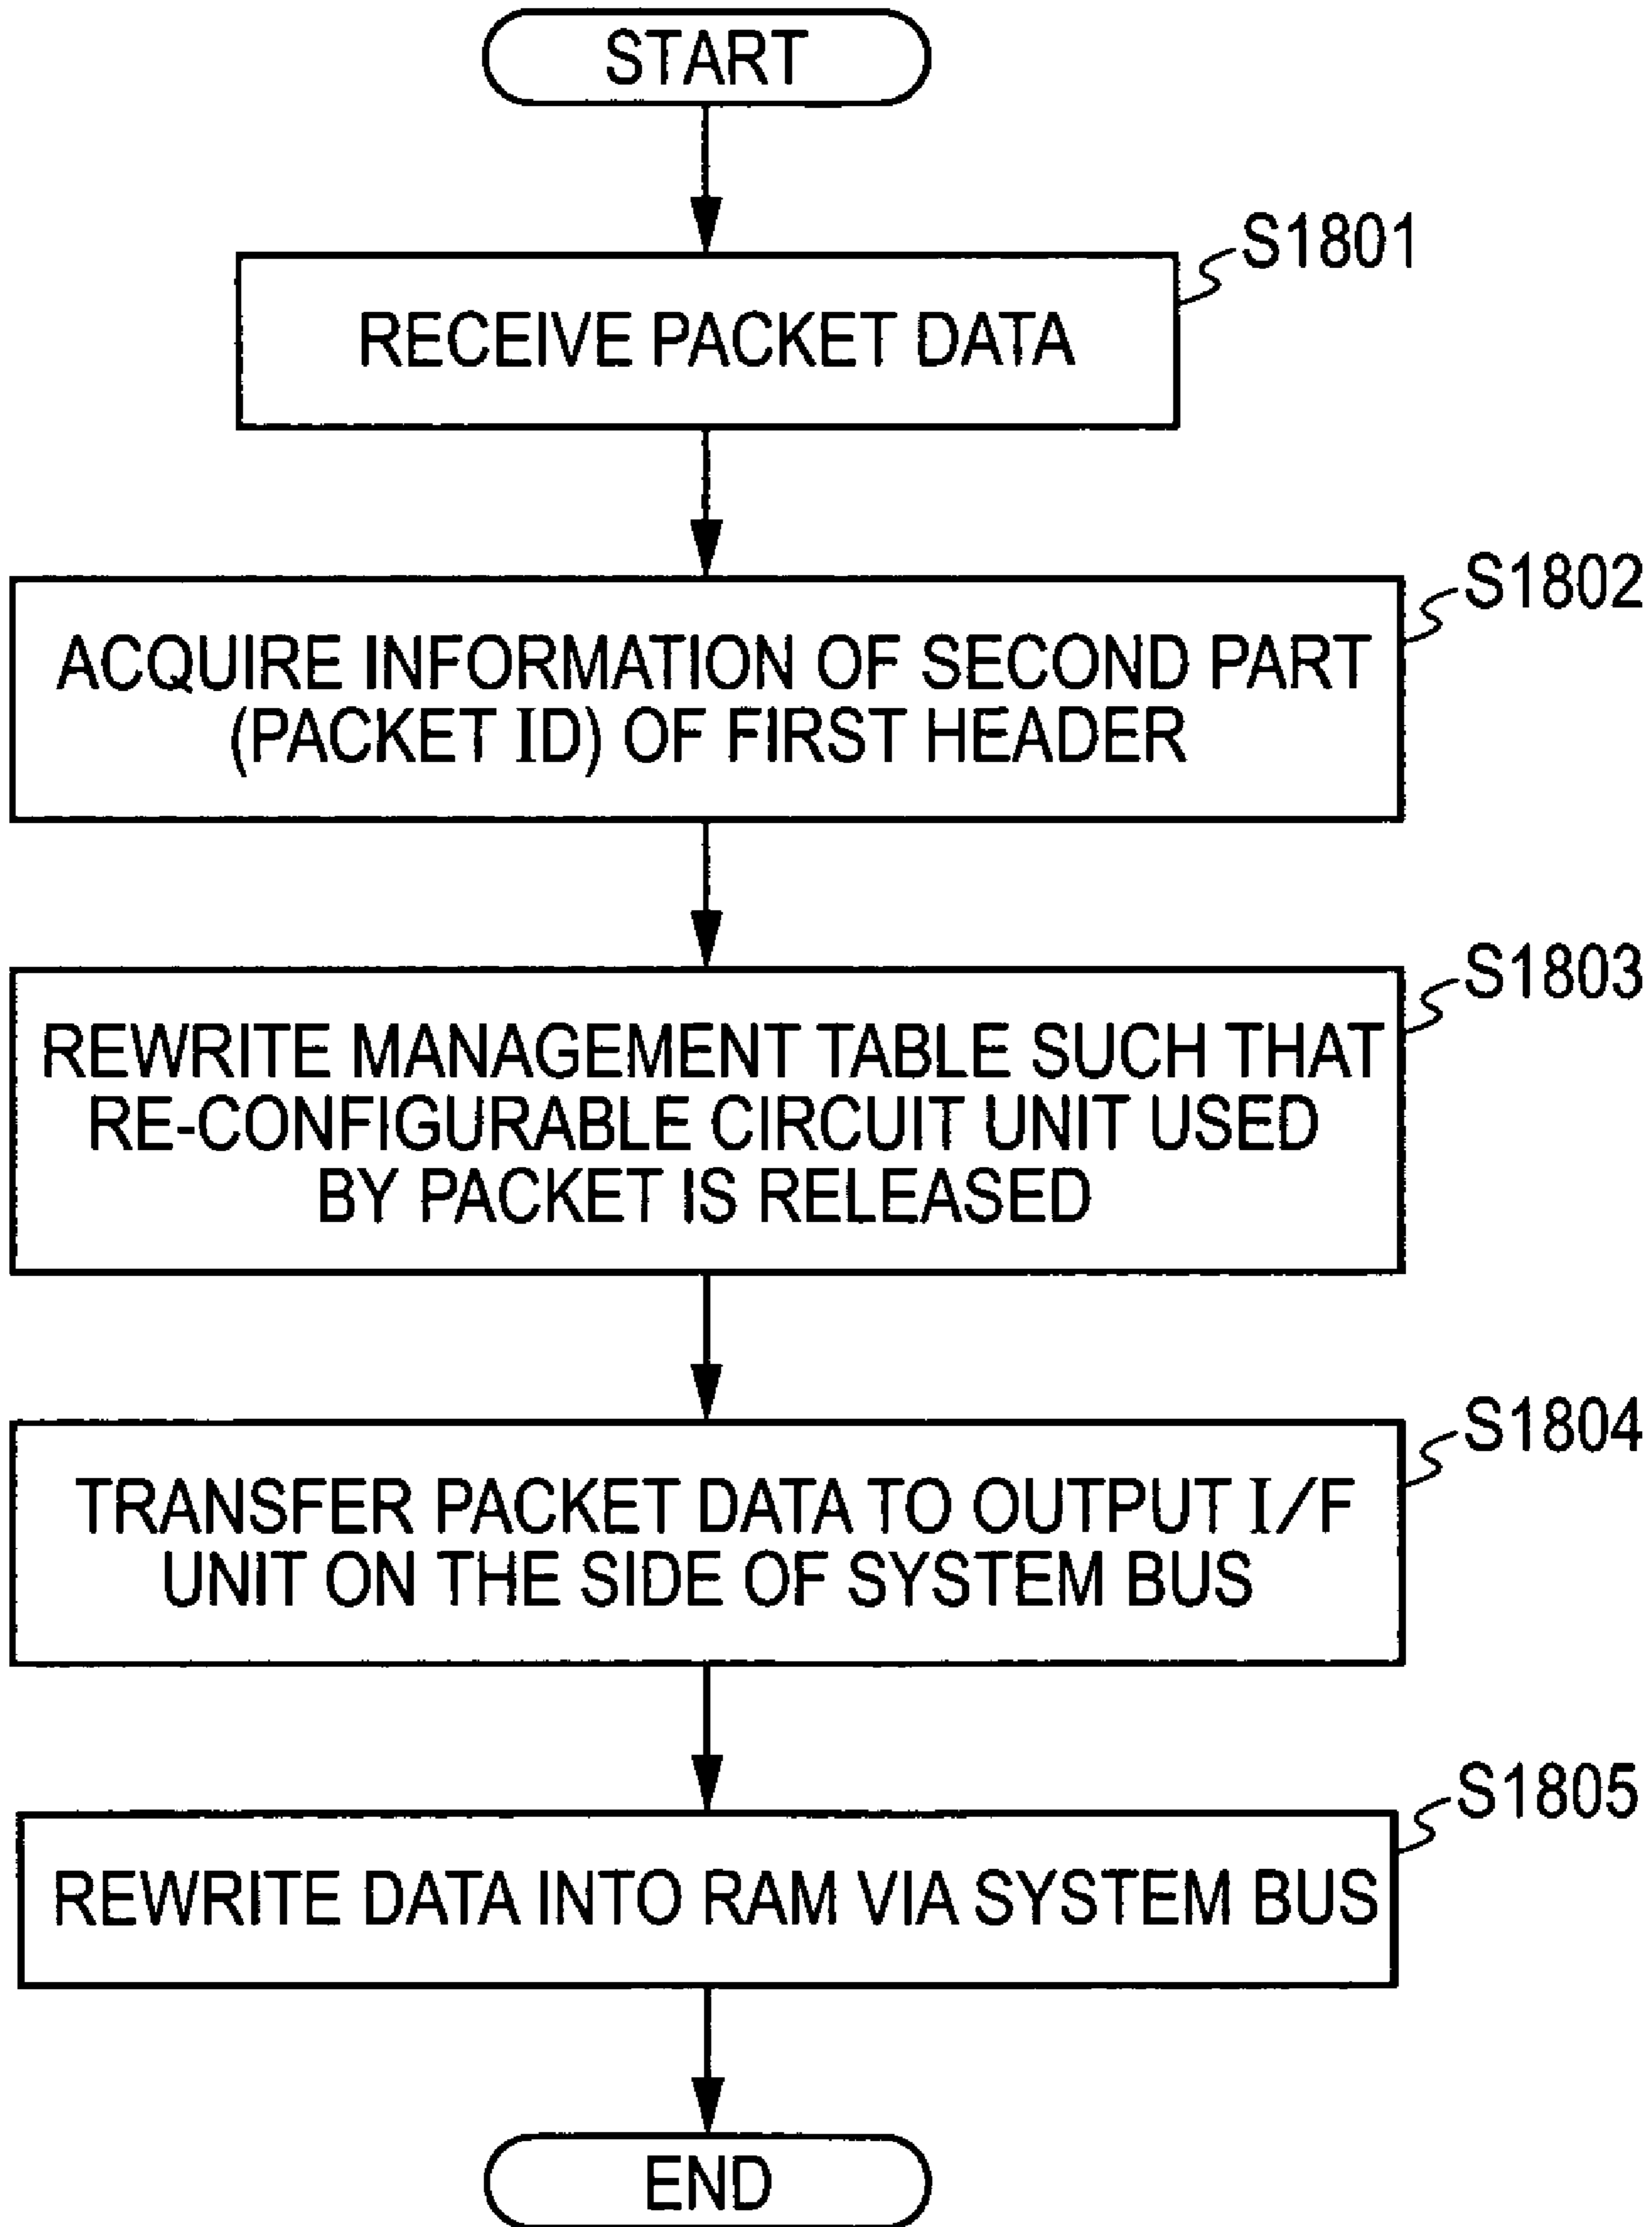 START
S1801
RECEIVE PACKET DATA
S1802
ACQUIRE INFORMATION OF SECOND PART
(PACKET ID) OF FIRST HEADER
S1803
REWRITE MANAGEMENT TABLE SUCH THAT
RE-CONFIGURABLE CIRCUIT UNIT USED
BY PACKET IS RELEASED
S1804
TRANSFER PACKET DATA TO OUTPUT I/F
UNIT ON THE SIDE OF SYSTEM BUS
S1805
REWRITE DATA INTO RAM VIA SYSTEM BUS
END